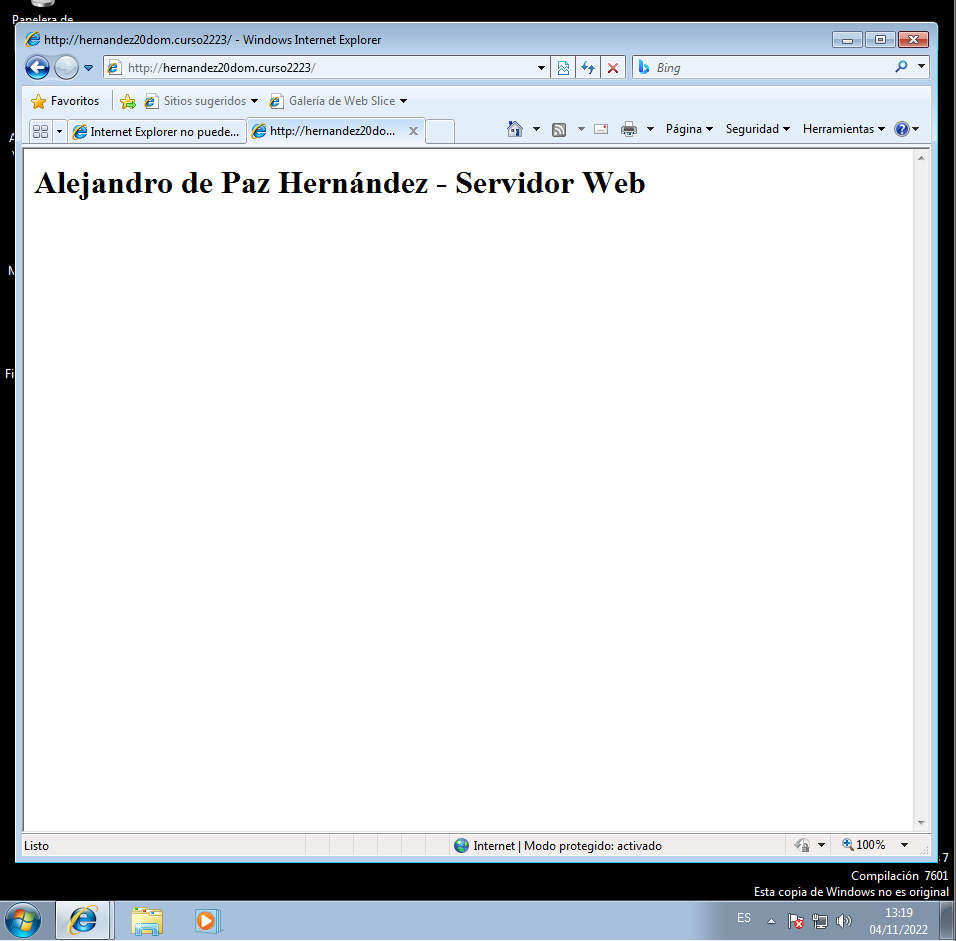 Papelera de
http://hernandez20dom.curso2223/ - Windows Internet Explorer
http://hernandez20dom.curso2223/
Bing
Favoritos
Sitios sugeridos
Galería de Web Slice
Internet Explorer no puede...
http://hernandez20do...
Página
Seguridad
Herramientas
Alejandro de Paz Hernández - Servidor Web
Fi
Listo
Internet | Modo protegido: activado
100%
7
Compilación 7601
Esta copia de Windows no es original
ES
13:19
04/11/2022